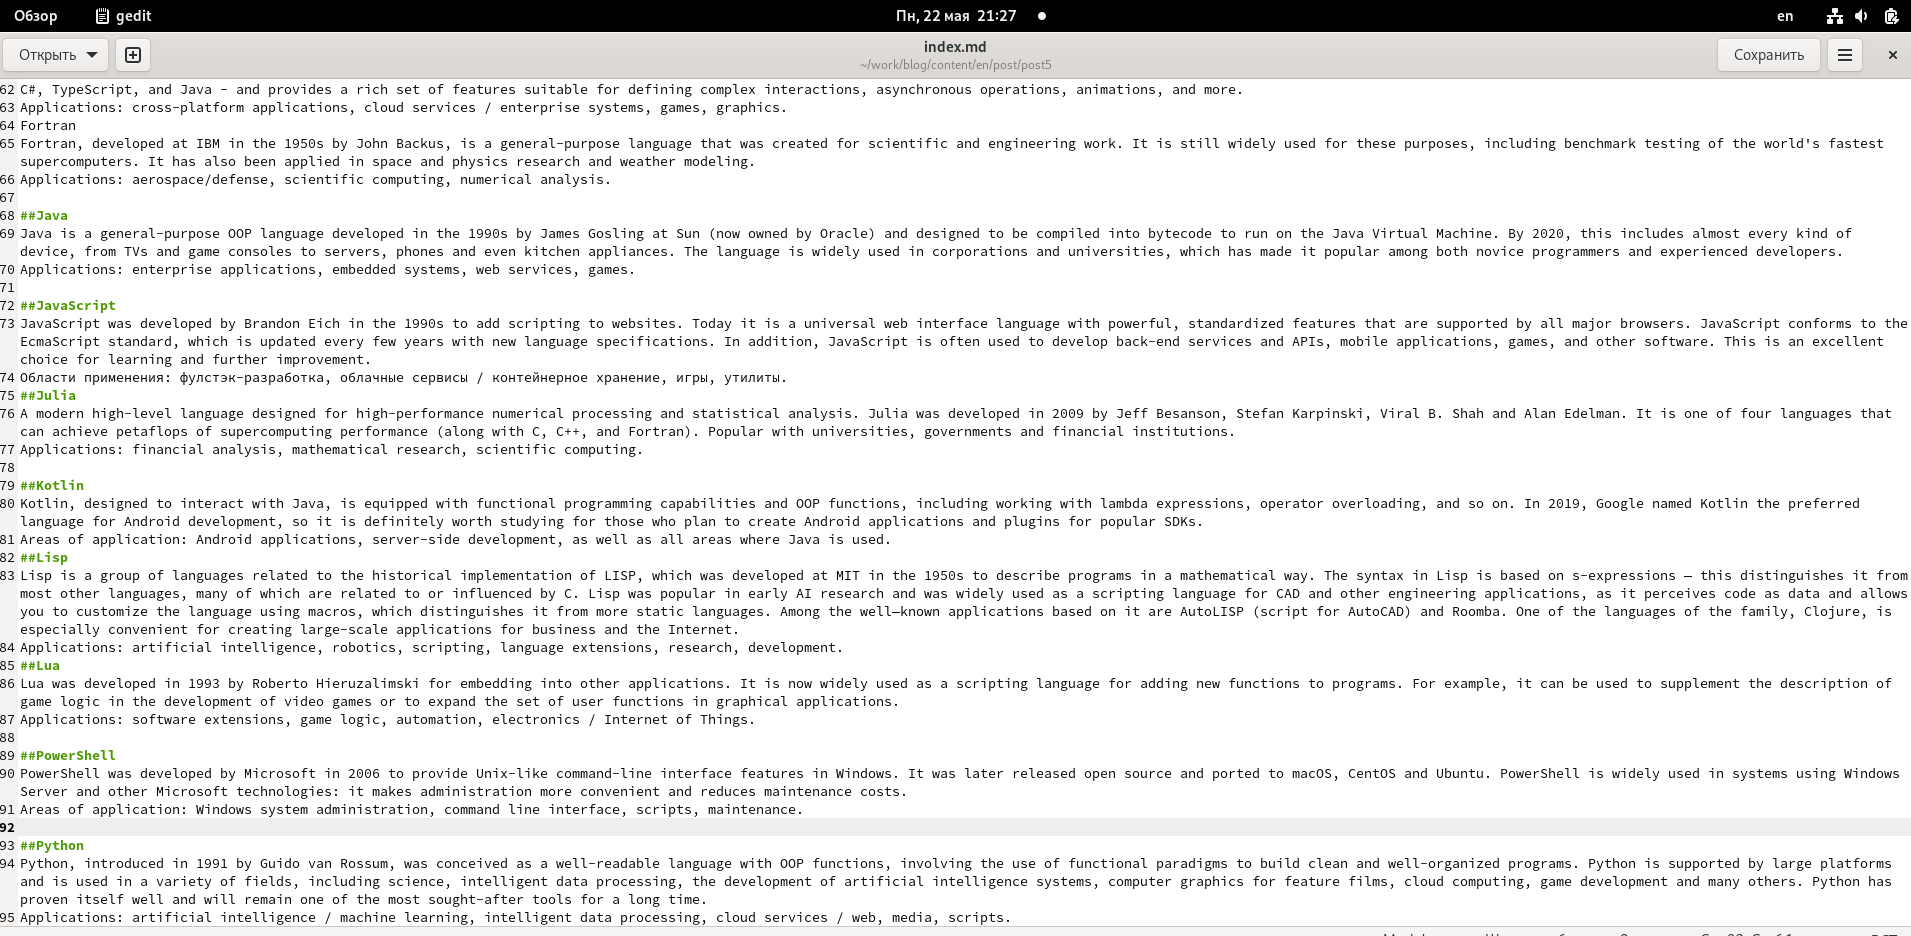 Обзор gedit Пн, 22 мая 21:27 en
Открыть index.md Сохранить
~/work/blog/content/en/post/post5
62 C#, TypeScript, and Java - and provides a rich set of features suitable for defining complex interactions, asynchronous operations, animations, and more.
63 Applications: cross-platform applications, cloud services / enterprise systems, games, graphics.
64 Fortran
65 Fortran, developed at IBM in the 1950s by John Backus, is a general-purpose language that was created for scientific and engineering work. It is still widely used for these purposes, including benchmark testing of the world's fastest
supercomputers. It has also been applied in space and physics research and weather modeling.
66 Applications: aerospace/defense, scientific computing, numerical analysis.
67
68 ##Java
69 Java is a general-purpose OOP language developed in the 1990s by James Gosling at Sun (now owned by Oracle) and designed to be compiled into bytecode to run on the Java Virtual Machine. By 2020, this includes almost every kind of
device, from TVs and game consoles to servers, phones and even kitchen appliances. The language is widely used in corporations and universities, which has made it popular among both novice programmers and experienced developers.
70 Applications: enterprise applications, embedded systems, web services, games.
71
72 ##JavaScript
73 JavaScript was developed by Brandon Eich in the 1990s to add scripting to websites. Today it is a universal web interface language with powerful, standardized features that are supported by all major browsers. JavaScript conforms to the
EcmaScript standard, which is updated every few years with new language specifications. In addition, JavaScript is often used to develop back-end services and APIs, mobile applications, games, and other software. This is an excellent
choice for learning and further improvement.
74 Области применения: фулстэк-разработка, облачные сервисы / контейнерное хранение, игры, утилиты.
75 ##Julia
76 A modern high-level language designed for high-performance numerical processing and statistical analysis. Julia was developed in 2009 by Jeff Besanson, Stefan Karpinski, Viral B. Shah and Alan Edelman. It is one of four languages that
can achieve petaflops of supercomputing performance (along with C, C++, and Fortran). Popular with universities, governments and financial institutions.
77 Applications: financial analysis, mathematical research, scientific computing.
78
79 ##Kotlin
80 Kotlin, designed to interact with Java, is equipped with functional programming capabilities and OOP functions, including working with lambda expressions, operator overloading, and so on. In 2019, Google named Kotlin the preferred
language for Android development, so it is definitely worth studying for those who plan to create Android applications and plugins for popular SDKs.
81 Areas of application: Android applications, server-side development, as well as all areas where Java is used.
82 ##Lisp
83 Lisp is a group of languages related to the historical implementation of LISP, which was developed at MIT in the 1950s to describe programs in a mathematical way. The syntax in Lisp is based on s-expressions — this distinguishes it from
most other languages, many of which are related to or influenced by C. Lisp was popular in early AI research and was widely used as a scripting language for CAD and other engineering applications, as it perceives code as data and allows
you to customize the language using macros, which distinguishes it from more static languages. Among the well—known applications based on it are AutoLISP (script for AutoCAD) and Roomba. One of the languages of the family, Clojure, is
especially convenient for creating large-scale applications for business and the Internet.
84 Applications: artificial intelligence, robotics, scripting, language extensions, research, development.
85 ##Lua
86 Lua was developed in 1993 by Roberto Hieruzalimski for embedding into other applications. It is now widely used as a scripting language for adding new functions to programs. For example, it can be used to supplement the description of
game logic in the development of video games or to expand the set of user functions in graphical applications.
87 Applications: software extensions, game logic, automation, electronics / Internet of Things.
88
89 ##PowerShell
90 PowerShell was developed by Microsoft in 2006 to provide Unix-like command-line interface features in Windows. It was later released open source and ported to macOS, CentOS and Ubuntu. PowerShell is widely used in systems using Windows
Server and other Microsoft technologies: it makes administration more convenient and reduces maintenance costs.
91 Areas of application: Windows system administration, command line interface, scripts, maintenance.
92
93 ##Python
94 Python, introduced in 1991 by Guido van Rossum, was conceived as a well-readable language with OOP functions, involving the use of functional paradigms to build clean and well-organized programs. Python is supported by large platforms
and is used in a variety of fields, including science, intelligent data processing, the development of artificial intelligence systems, computer graphics for feature films, cloud computing, game development and many others. Python has
proven itself well and will remain one of the most sought-after tools for a long time.
95 Applications: artificial intelligence / machine learning, intelligent data processing, cloud services / web, media, scripts.